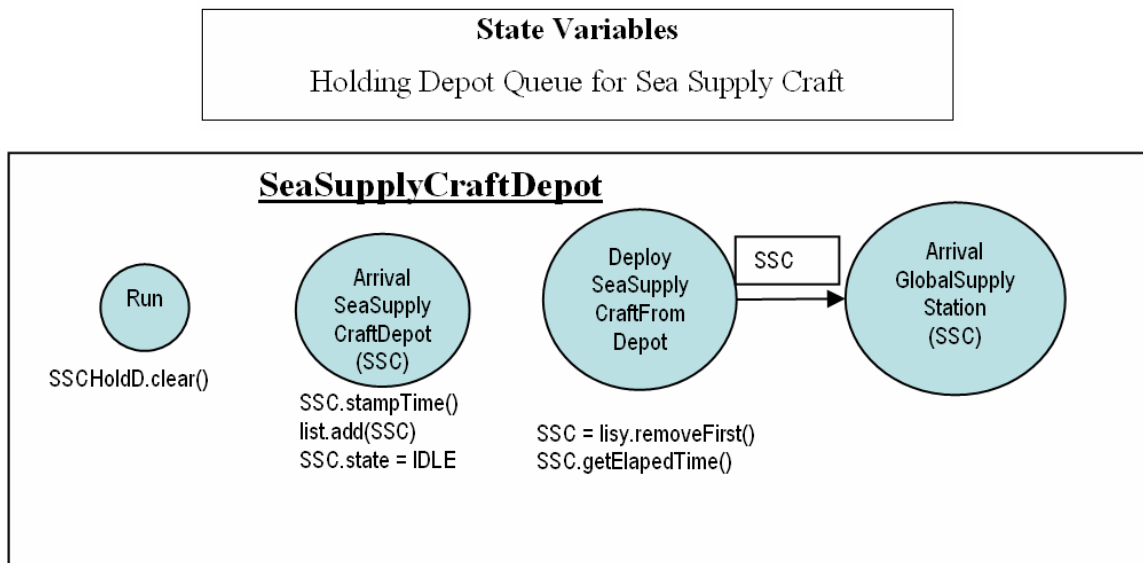 State Variables
Holding Depot Queue for Sea Supply Craft
SeaSupplyCraftDepot
Run
SSCHoldD.clear()
Arrival
SeaSupply
CraftDepot
(SSC)
SSC.stampTime()
list.add(SSC)
SSC.state = IDLE
Deploy
SeaSupply
CraftFrom
Depot
SSC = lisy.removeFirst()
SSC.getElapedTime()
SSC
Arrival
GlobalSupply
Station
(SSC)